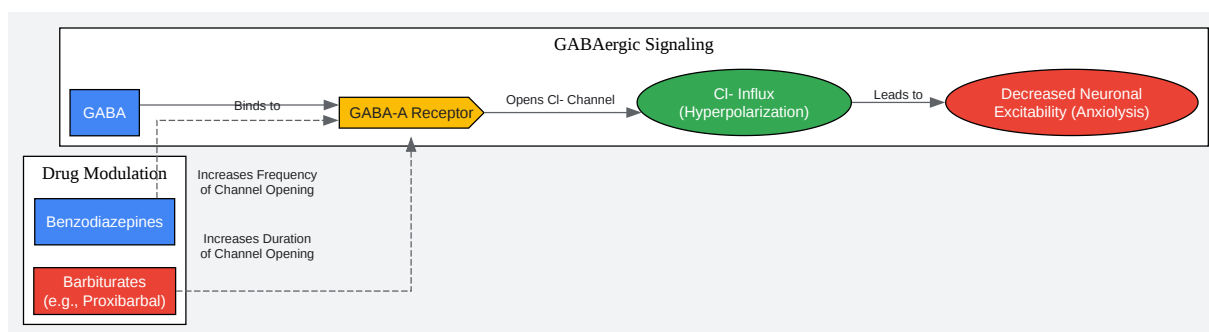 GABAergic Signaling
GABA
Binds to
GABA-A Receptor
Opens Cl- Channel
Cl- Influx
(Hyperpolarization)
Leads to
Decreased Neuronal
Excitability (Anxiolysis)
Drug Modulation
Benzodiazepines
Increases Frequency
of Channel Opening
Increases Duration
of Channel Opening
Barbiturates
(e.g., Proxibarbal)